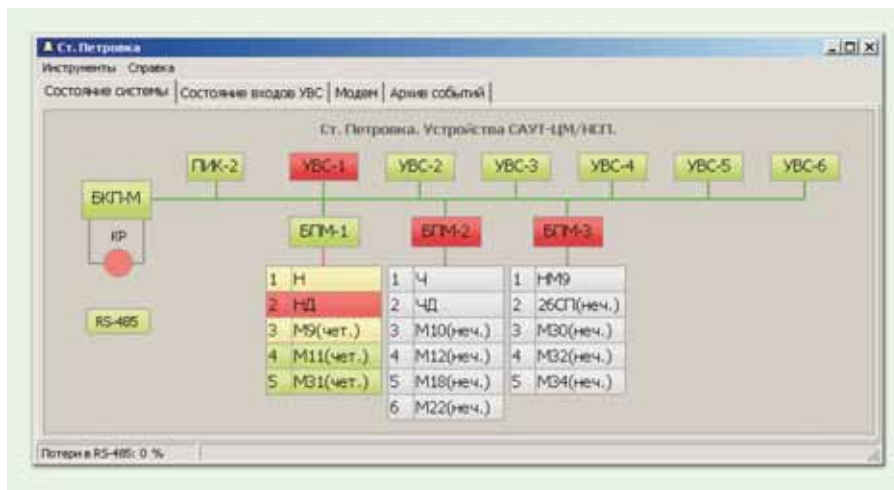 Ст. Петровка
Инструменты Справка
Состояние системы Состояние входов УВС Модем Архив событий
Ст. Петровка. Устройства САУТ-ЦМ/НСП.
ПИК-2 УВС-1 УВС-2 УВС-3 УВС-4 УВС-5 УВС-6
БКП-М
КР
RS-485
БПМ-1 БПМ-2 БПМ-3
1 Н 1 Ч 1 НМ9
2 НД 2 ЧД 2 26СП(неч.)
3 М9(чет.) 3 М10(неч.) 3 М30(неч.)
4 М11(чет.) 4 М12(неч.) 4 М32(неч.)
5 М31(чет.) 5 М18(неч.) 5 М34(неч.)
6 М22(неч.)
Потери в RS-485: 0 %